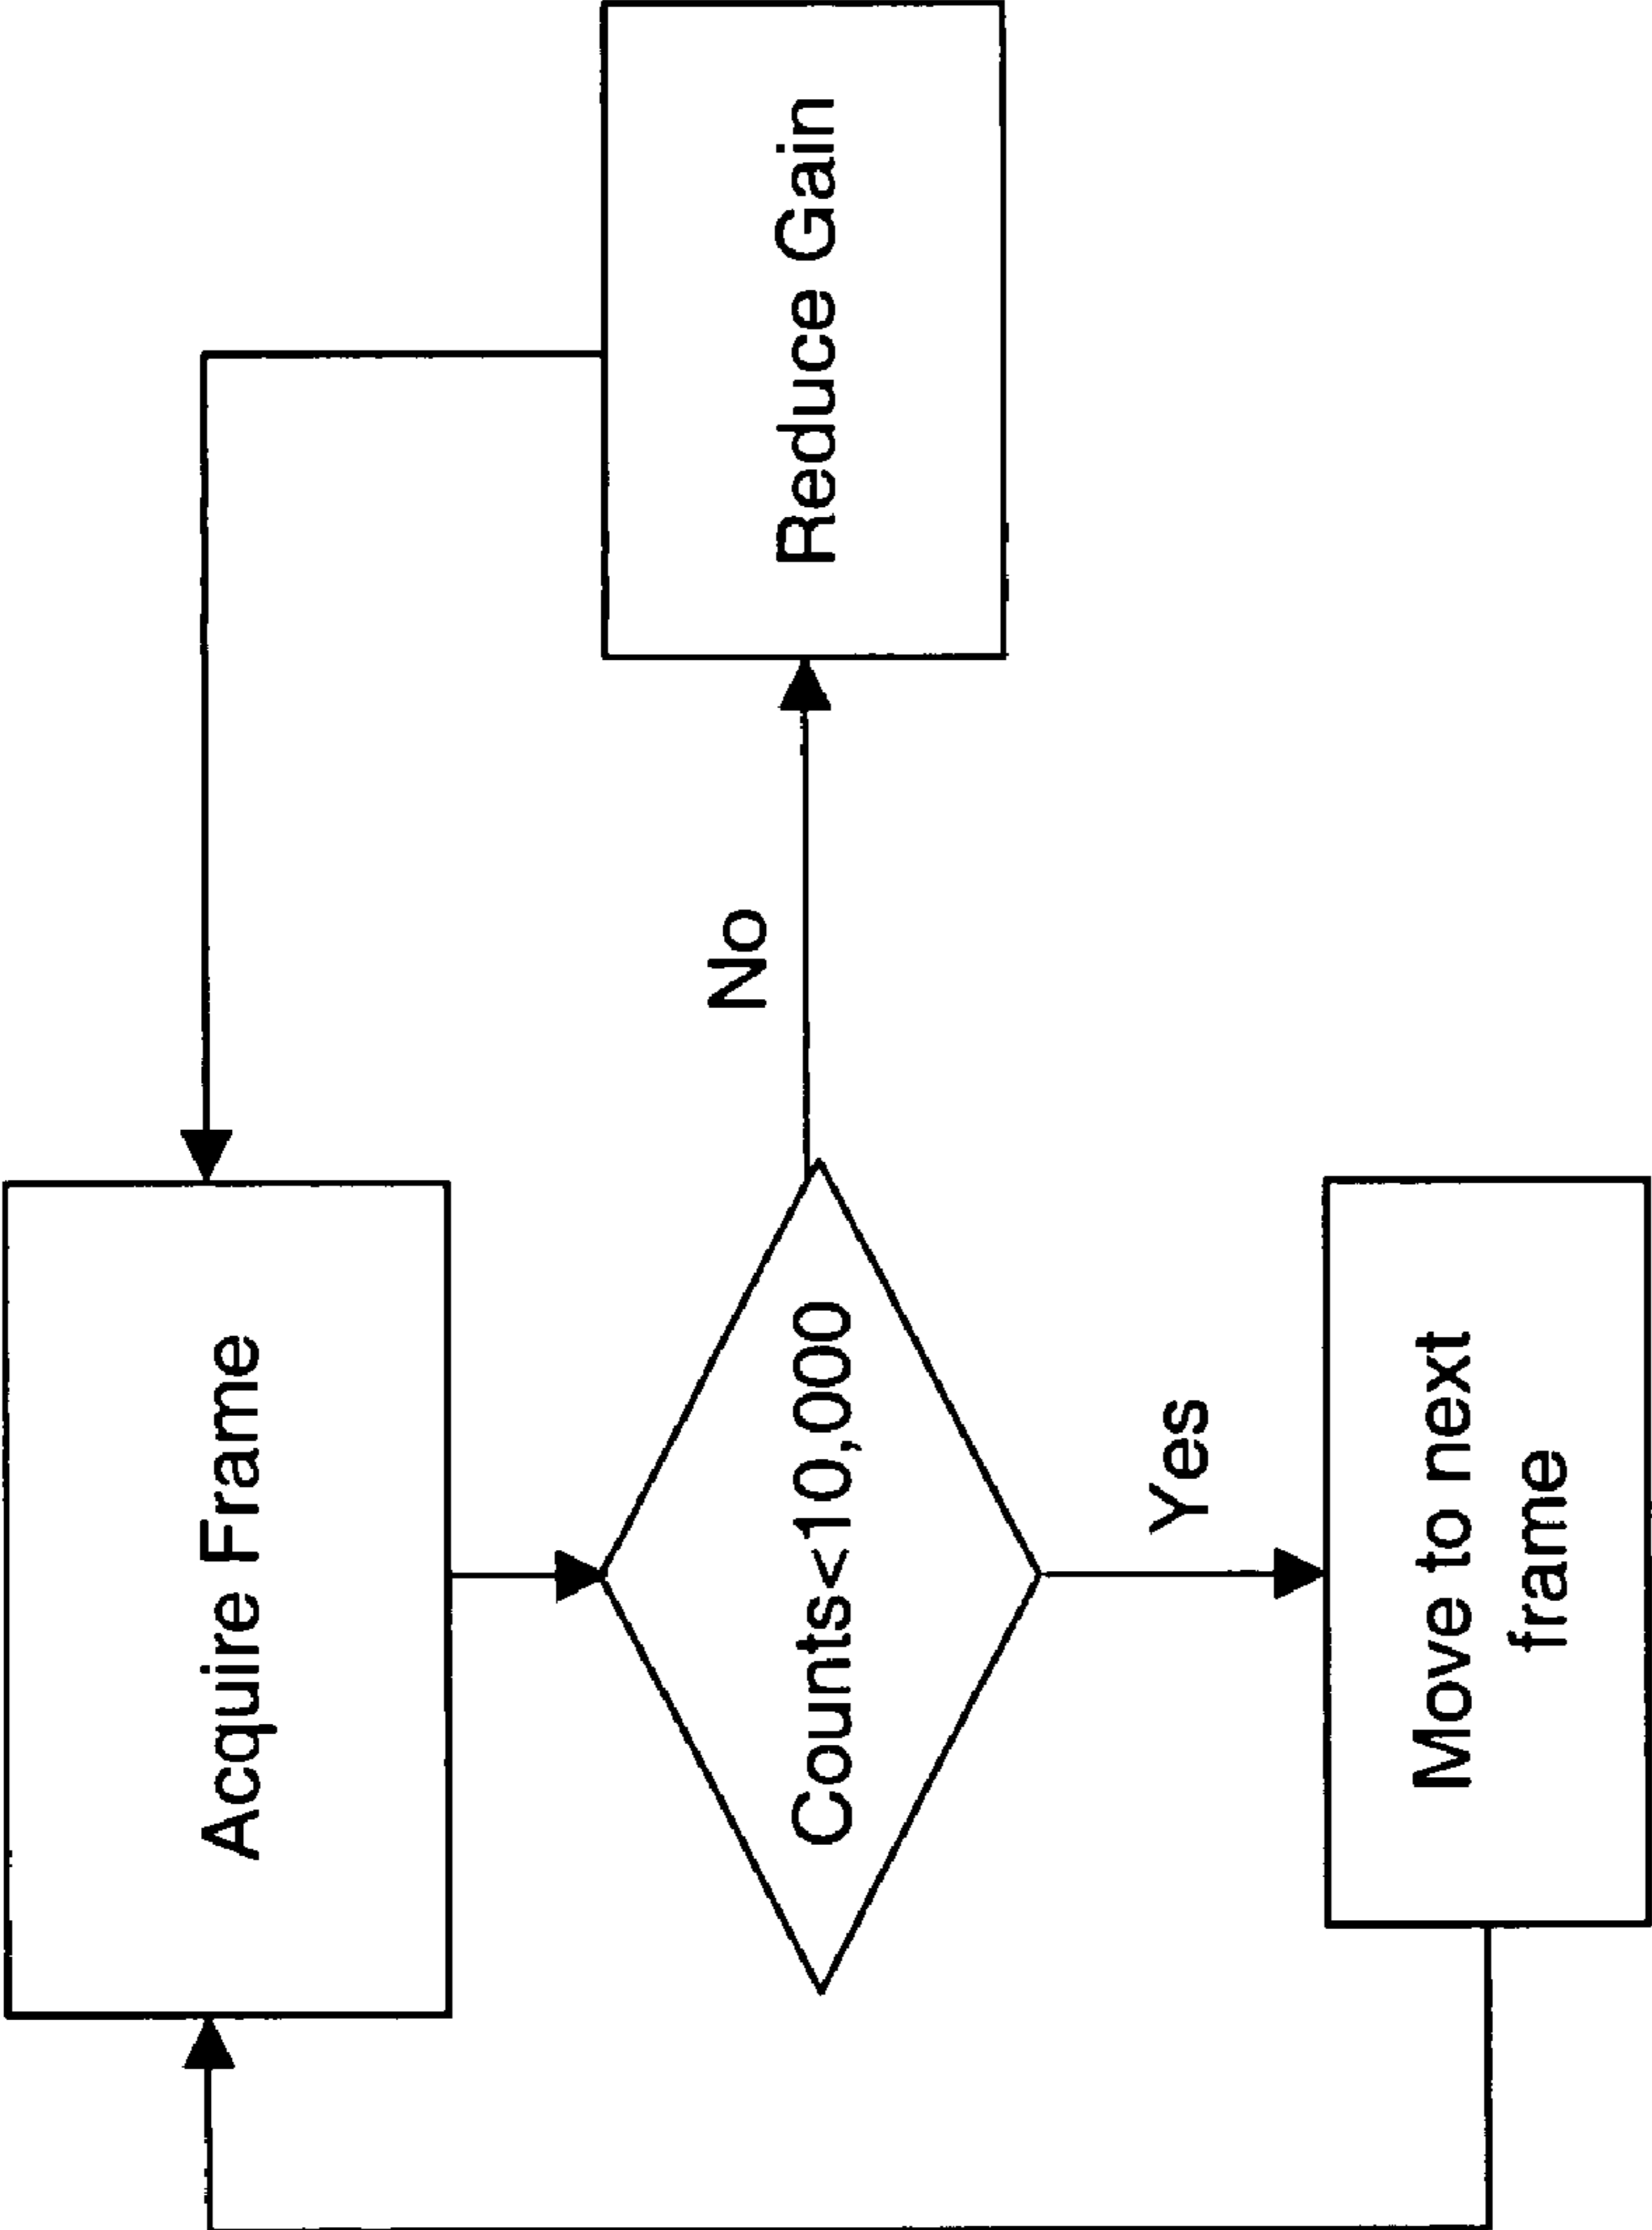 Acquire Frame
Counts<10,000
No
Reduce Gain
Yes
Move to next
frame